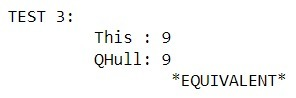 TEST 3:
This : 9
QHull: 9
*EQUIVALENT*